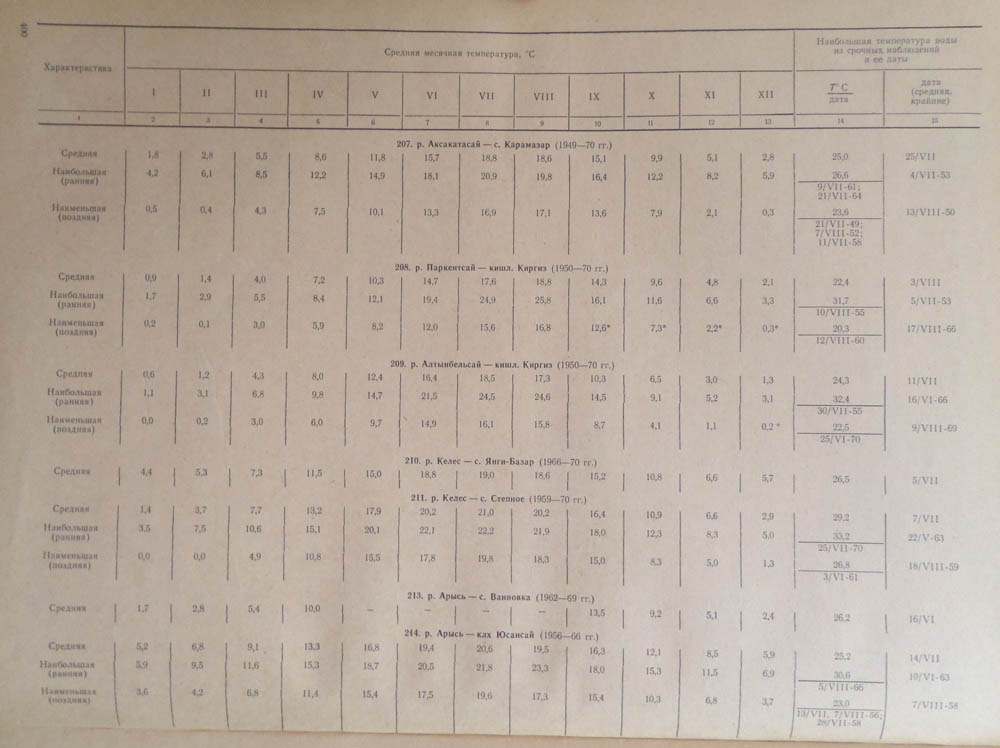 400
Характеристика
Средняя месячная температура, °С
Наибольшая температура воды
из срочных наблюдений
и ее даты
I II III IV V VI VII VIII IX X XI XII
T° C
дата
дата
(средняя,
крайние)
1 2 3 4 5 6 7 8 9 10 11 12 13 14 15
207. р. Аксакатасай — с. Карамазар (1949—70 гг.)
Средняя 1,8 2,8 5,5 8,6 11,8 15,7 18,8 18,6 15,1 9,9 5,1 2,8 25,0 25/VII
Наибольшая 4,2 6,1 8,5 12,2 14,9 18,1 20,9 19,8 16,4 12,2 8,2 5,9 26,6 4/VII-53
(ранняя) 9/VII-61;
21/VII-64
Наименьшая 0,5 0,4 4,3 7,5 10,1 13,3 16,9 17,1 13,6 7,9 2,1 0,3 23,6 13/VIII-50
(поздняя) 21/VII-49;
7/VIII-52;
11/VII-58
208. р. Паркентсай — кишл. Киргиз (1950—70 гг.)
Средняя 0,9 1,4 4,0 7,2 10,3 14,7 17,6 18,8 14,3 9,6 4,8 2,1 22,4 3/VIII
Наибольшая 1,7 2,9 5,5 8,4 12,1 19,4 24,9 25,8 16,1 11,6 6,6 3,3 31,7 5/VII-53
(ранняя) 10/VIII-55
Наименьшая 0,2 0,1 3,0 5,9 8,2 12,0 15,6 16,8 12,6* 7,3* 2,2* 0,3* 20,3 17/VIII-66
(поздняя) 12/VIII-60
209. р. Алтынбельсай — кишл. Киргиз (1950—70 гг.)
Средняя 0,6 1,2 4,3 8,0 12,4 16,4 18,5 17,3 10,3 6,5 3,0 1,3 24,3 11/VII
Наибольшая 1,1 3,1 6,8 9,8 14,7 21,5 24,5 24,6 14,5 9,1 5,2 3,1 32,4 16/VI-66
(ранняя) 30/VII-55
Наименьшая 0,0 0,2 3,0 6,0 9,7 14,9 16,1 15,8 8,7 4,1 1,1 0,2 * 22,5 9/VIII-69
(поздняя) 25/VI-70
210. р. Келес — с. Янги-Базар (1966—70 гг.)
Средняя 4,4 5,3 7,3 11,5 15,0 18,8 19,0 18,6 15,2 10,8 6,6 5,7 26,5 5/VII
211. р. Келес — с. Степное (1959—70 гг.)
Средняя 1,4 3,7 7,7 13,2 17,9 20,2 21,0 20,2 16,4 10,9 6,6 2,9 29,2 7/VII
Наибольшая 3,5 7,5 10,6 15,1 20,1 22,1 22,2 21,9 18,0 12,3 8,3 5,0 33,2 22/V-63
(ранняя) 25/VII-70
Наименьшая 0,0 0,0 4,9 10,8 15,5 17,8 19,8 18,3 15,0 8,3 5,0 1,3 26,8 18/VIII-59
(поздняя) 3/VI-61
213. р. Арысь — с. Ванновка (1962—69 гг.)
Средняя 1,7 2,8 5,4 10,0 — — — — 13,5 9,2 5,1 2,4 26,2 16/VI
214. р. Арысь — ках Юсансай (1956—66 гг.)
Средняя 5,2 6,8 9,1 13,3 16,8 19,4 20,6 19,5 16,3 12,1 8,5 5,9 25,2 14/VII
Наибольшая 5,9 9,5 11,6 15,3 18,7 20,5 21,8 23,3 18,0 15,3 11,5 6,9 30,6 10/VI-63
(ранняя) 5/VIII-66
Наименьшая 3,6 4,2 6,8 11,4 15,4 17,5 19,6 17,3 15,4 10,3 6,8 3,7 23,0 7/VIII-58
(поздняя) 13/VII, 7/VIII-56;
28/VII-58